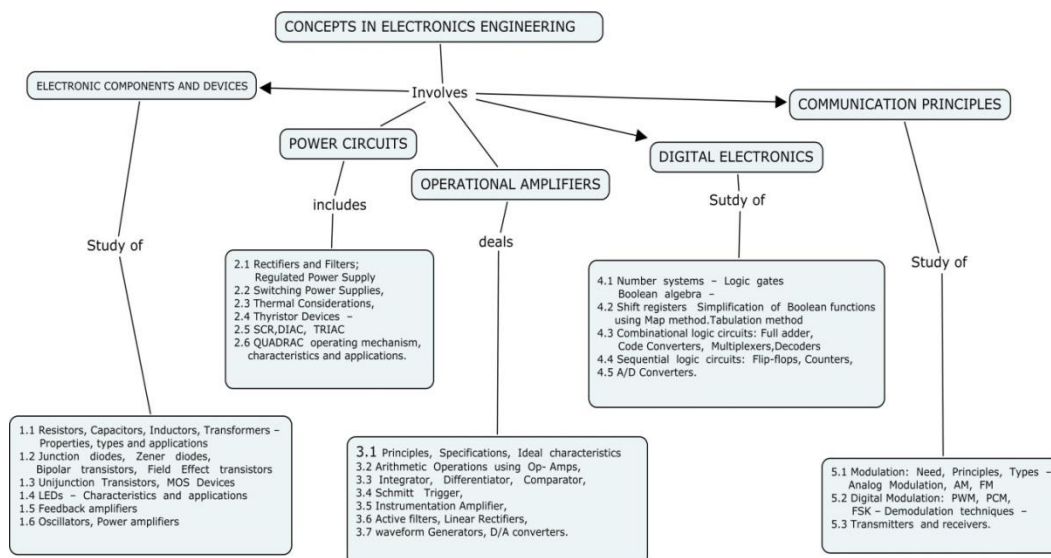 CONCEPTS IN ELECTRONICS ENGINEERING
ELECTRONIC COMPONENTS AND DEVICES
Involves
COMMUNICATION PRINCIPLES
POWER CIRCUITS
DIGITAL ELECTRONICS
OPERATIONAL AMPLIFIERS
includes
Sutdy of
Study of
deals
Study of
2.1 Rectifiers and Filters;
Regulated Power Supply
2.2 Switching Power Supplies,
2.3 Thermal Considerations,
2.4 Thyristor Devices –
2.5 SCR,DIAC, TRIAC
2.6 QUADRAC operating mechanism,
characteristics and applications.
4.1 Number systems – Logic gates
Boolean algebra –
4.2 Shift registers Simplification of Boolean functions
using Map method.Tabulation method
4.3 Combinational logic circuits: Full adder,
Code Converters, Multiplexers,Decoders
4.4 Sequential logic circuits: Flip-flops, Counters,
4.5 A/D Converters.
1.1 Resistors, Capacitors, Inductors, Transformers –
Properties, types and applications
1.2 Junction diodes, Zener diodes,
Bipolar transistors, Field Effect transistors
1.3 Unijunction Transistors, MOS Devices
1.4 LEDs – Characteristics and applications
1.5 Feedback amplifiers
1.6 Oscillators, Power amplifiers
3.1 Principles, Specifications, Ideal characteristics
3.2 Arithmetic Operations using Op- Amps,
3.3 Integrator, Differentiator, Comparator,
3.4 Schmitt Trigger,
3.5 Instrumentation Amplifier,
3.6 Active filters, Linear Rectifiers,
3.7 waveform Generators, D/A converters.
5.1 Modulation: Need, Principles, Types –
Analog Modulation, AM, FM
5.2 Digital Modulation: PWM, PCM,
FSK – Demodulation techniques –
5.3 Transmitters and receivers.